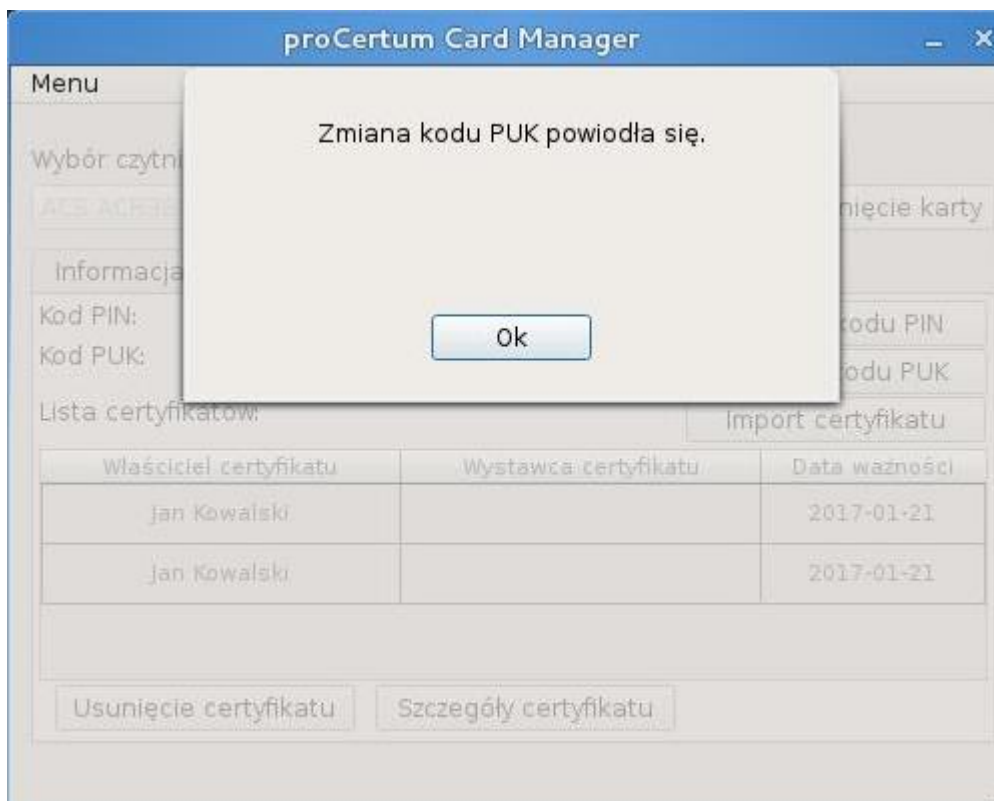 proCertum Card Manager
Menu
Zmiana kodu PUK powiodła się.
Wybór czytni
nięcie karty
Informacja
Ok
Kod PIN:
kodu PIN
Kod PUK:
odu PUK
Lista certyfikatów:
Import certyfikatu
Właściciel certyfikatu Wystawca certyfikatu Data ważności
Jan Kowalski 2017-01-21
Jan Kowalski 2017-01-21
Usunięcie certyfikatu Szczegóły certyfikatu